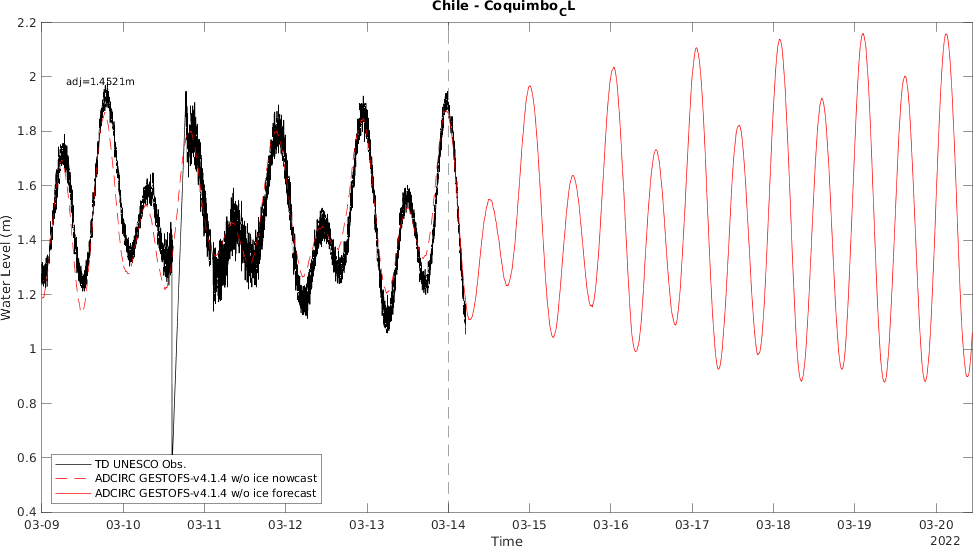 Chile - Coquimbo_CL
2.2
2
1.8
1.6
1.4
1.2
1
0.8
0.6
0.4
Water Level (m)
adj=1.4521m
TD UNESCO Obs.
ADCIRC GESTOFS-v4.1.4 w/o ice nowcast
ADCIRC GESTOFS-v4.1.4 w/o ice forecast
03-09 03-10 03-11 03-12 03-13 03-14 03-15 03-16 03-17 03-18 03-19 03-20
Time
2022